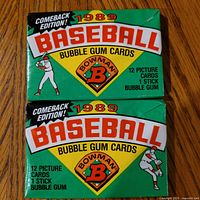 COMEBACK
EDITION!
1989
BASEBALL
BUBBLE GUM CARDS
BOWMAN
B
12 PICTURE
CARDS
1 STICK
BUBBLE GUM
COMEBACK
EDITION!
1989
BASEBALL
BUBBLE GUM CARDS
BOWMAN
B
12 PICTURE
CARDS
1 STICK
BUBBLE GUM